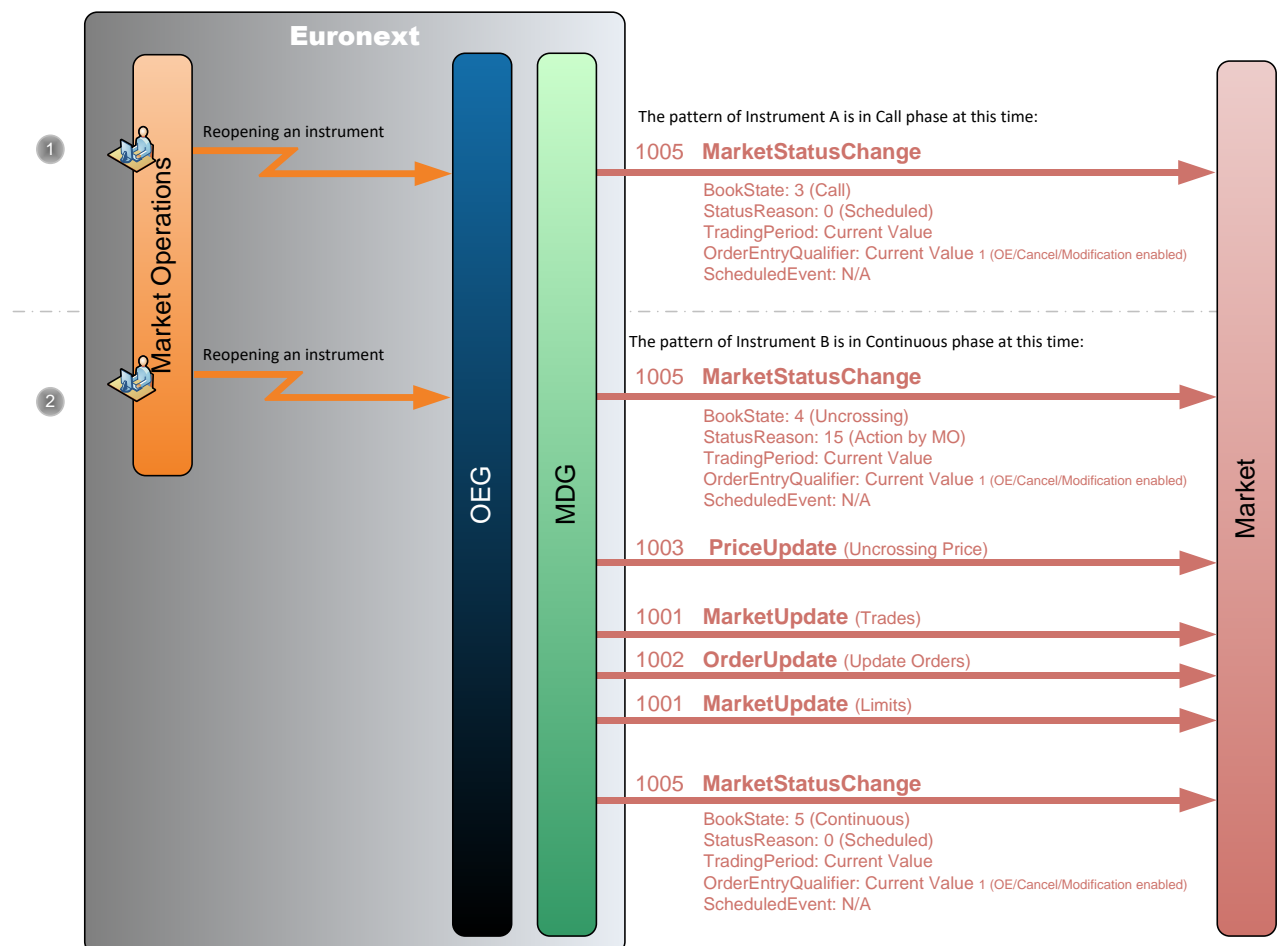 Euronext
Market Operations
OEG
MDG
Market
1
Reopening an instrument
The pattern of Instrument A is in Call phase at this time:
1005 MarketStatusChange
BookState: 3 (Call)
StatusReason: 0 (Scheduled)
TradingPeriod: Current Value
OrderEntryQualifier: Current Value 1 (OE/Cancel/Modification enabled)
ScheduledEvent: N/A
2
Reopening an instrument
The pattern of Instrument B is in Continuous phase at this time:
1005 MarketStatusChange
BookState: 4 (Uncrossing)
StatusReason: 15 (Action by MO)
TradingPeriod: Current Value
OrderEntryQualifier: Current Value 1 (OE/Cancel/Modification enabled)
ScheduledEvent: N/A
1003 PriceUpdate (Uncrossing Price)
1001 MarketUpdate (Trades)
1002 OrderUpdate (Update Orders)
1001 MarketUpdate (Limits)
1005 MarketStatusChange
BookState: 5 (Continuous)
StatusReason: 0 (Scheduled)
TradingPeriod: Current Value
OrderEntryQualifier: Current Value 1 (OE/Cancel/Modification enabled)
ScheduledEvent: N/A